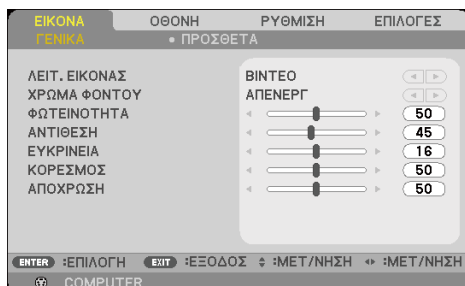 ΕΙΚΟΝΑ ΟΘΟΝΗ ΡΥΘΜΙΣΗ ΕΠΙΛΟΓΕΣ
ΓΕΝΙΚΑ • ΠΡΟΣΘΕΤΑ
ΛΕΙΤ. ΕΙΚΟΝΑΣ ΒΙΝΤΕΟ
ΧΡΩΜΑ ΦΟΝΤΟΥ ΑΠΕΝΕΡΓ
ΦΩΤΕΙΝΟΤΗΤΑ 50
ΑΝΤΙΘΕΣΗ 45
ΕΥΚΡΙΝΕΙΑ 16
ΚΟΡΕΣΜΟΣ 50
ΑΠΟΧΡΩΣΗ 50
ENTER :ΕΠΙΛΟΓΗ EXIT :ΕΞΟΔΟΣ :ΜΕΤ/ΝΗΣΗ :ΜΕΤ/ΝΗΣΗ
COMPUTER